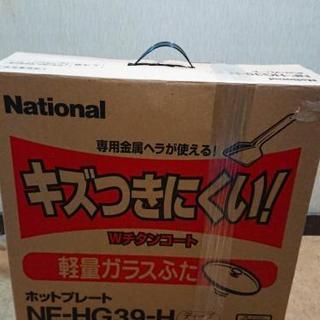 National
専用金属ヘラが使える!
キズつきにくい!
Wチタンコート
軽量ガラスふた
ホットプレート
NF-HG39-H